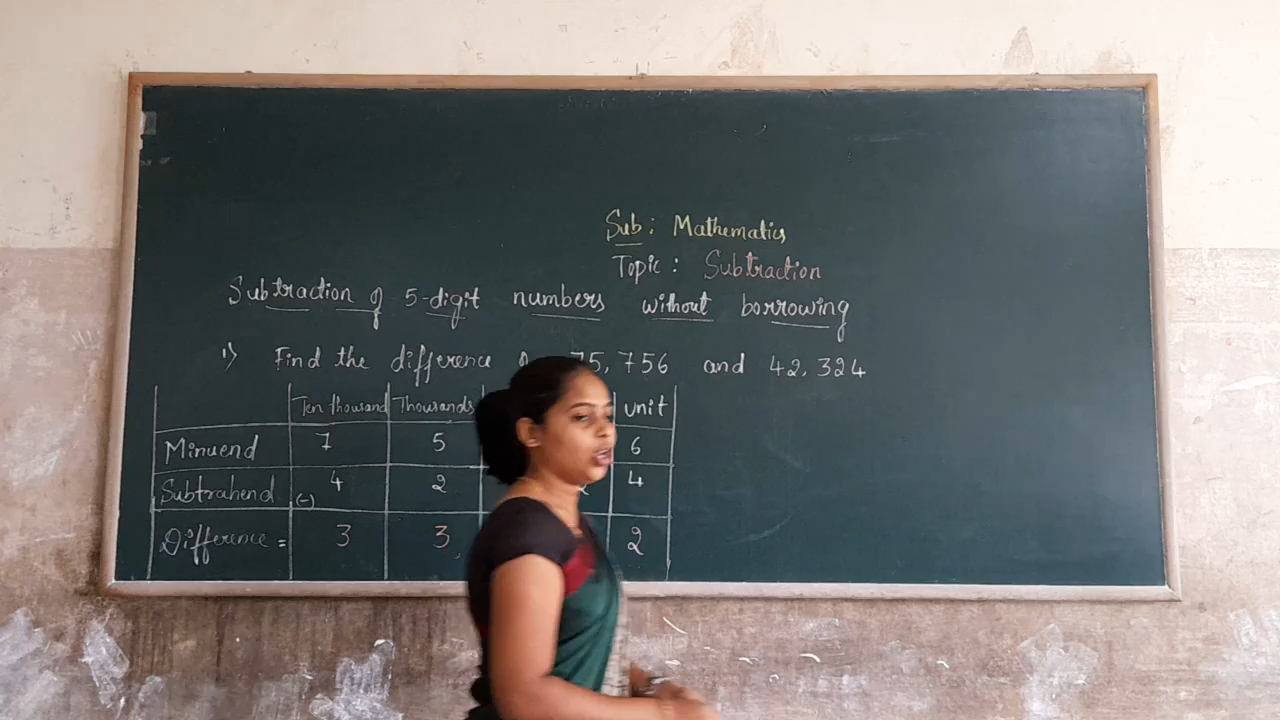 Sub: Mathematics
Topic: Subtraction
Subtraction of 5-digit numbers without borrowing
1) Find the difference 75,756 and 42,324
Ten thousand Thousands Unit
Minuend 7 5 6
Subtrahend (-) 4 2 4
Difference = 3 3, 2